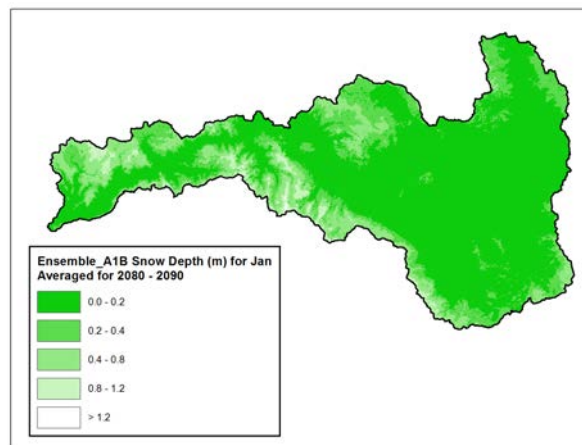 Ensemble_A1B Snow Depth (m) for Jan
Averaged for 2080 - 2090
0.0 - 0.2
0.2 - 0.4
0.4 - 0.8
0.8 - 1.2
> 1.2